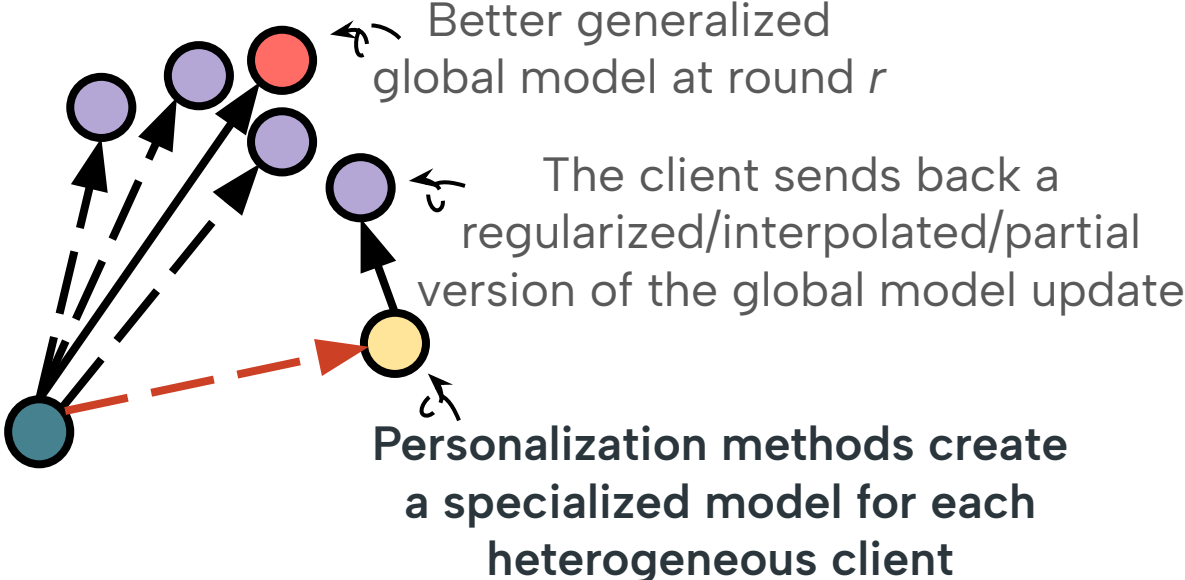 Better generalized
global model at round r
The client sends back a
regularized/interpolated/partial
version of the global model update
Personalization methods create
a specialized model for each
heterogeneous client